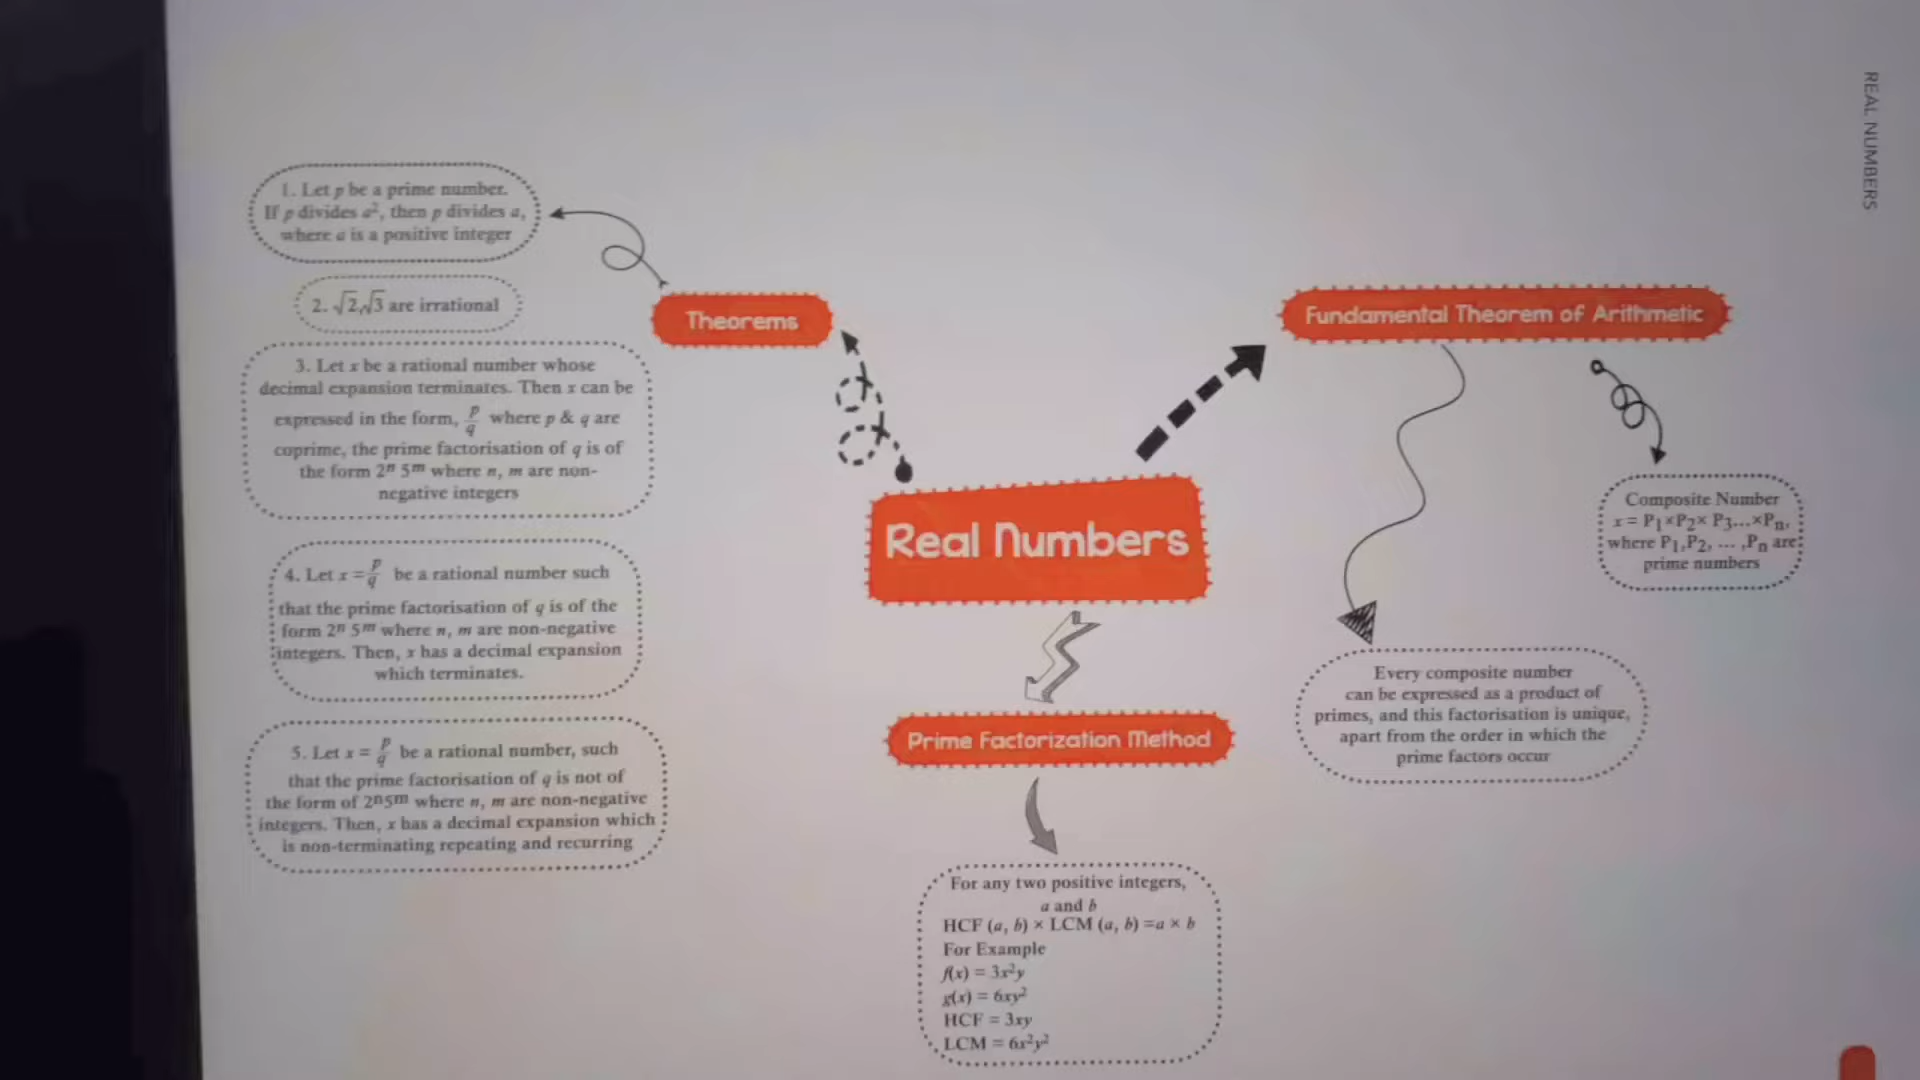 REAL NUMBERS
1. Let p be a prime number.
If p divides a², then p divides a,
where a is a positive integer
2. √2,√3 are irrational
3. Let x be a rational number whose
decimal expansion terminates. Then x can be
expressed in the form, p/q where p & q are
coprime, the prime factorisation of q is of
the form 2ⁿ 5ᵐ where n, m are non-
negative integers
4. Let x = p/q be a rational number such
that the prime factorisation of q is of the
form 2ⁿ 5ᵐ where n, m are non-negative
integers. Then, x has a decimal expansion
which terminates.
5. Let x = p/q be a rational number, such
that the prime factorisation of q is not of
the form of 2ⁿ5ᵐ where n, m are non-negative
integers. Then, x has a decimal expansion which
is non-terminating repeating and recurring
Theorems
Real Numbers
Prime Factorization Method
For any two positive integers,
a and b
HCF (a, b) × LCM (a, b) =a × b
For Example
f(x) = 3x²y
g(x) = 6xy²
HCF = 3xy
LCM = 6x²y²
Fundamental Theorem of Arithmetic
Composite Number
x = P₁×P₂× P₃...×Pₙ,
where P₁,P₂, ... ,Pₙ are
prime numbers
Every composite number
can be expressed as a product of
primes, and this factorisation is unique,
apart from the order in which the
prime factors occur